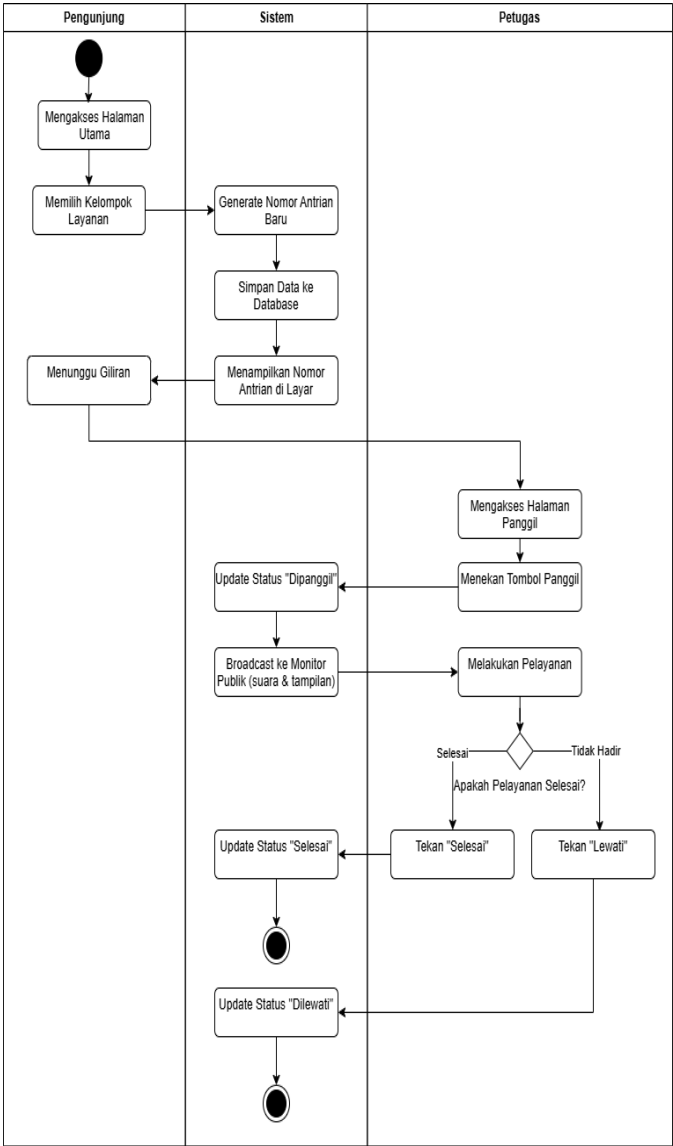 Pengunjung
Sistem
Petugas
Mengakses Halaman
Utama
Memilih Kelompok
Layanan
Generate Nomor Antrian
Baru
Simpan Data ke
Database
Menunggu Giliran
Menampilkan Nomor
Antrian di Layar
Mengakses Halaman
Panggil
Update Status "Dipanggil"
Menekan Tombol Panggil
Broadcast ke Monitor
Publik (suara & tampilan)
Melakukan Pelayanan
Selesai
Tidak Hadir
Apakah Pelayanan Selesai?
Update Status "Selesai"
Tekan "Selesai"
Tekan "Lewati"
Update Status "Dilewati"